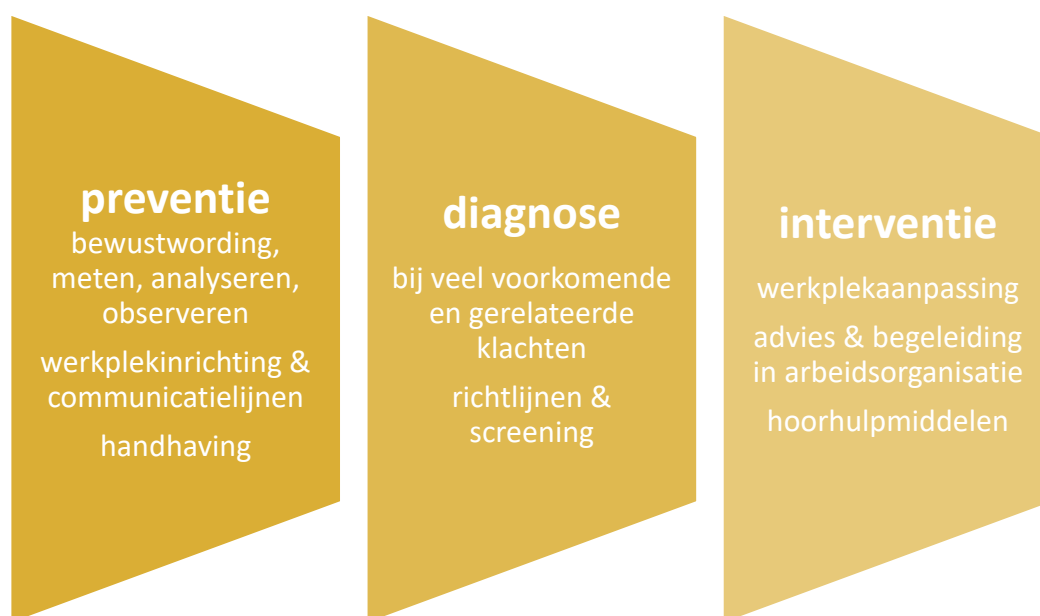 preventie
bewustwording,
meten, analyseren,
observeren
werkplekinrichting &
communicatielijnen
handhaving
diagnose
bij veel voorkomende
en gerelateerde
klachten
richtlijnen &
screening
interventie
werkplekaanpassing
advies & begeleiding
in arbeidsorganisatie
hoorhulpmiddelen